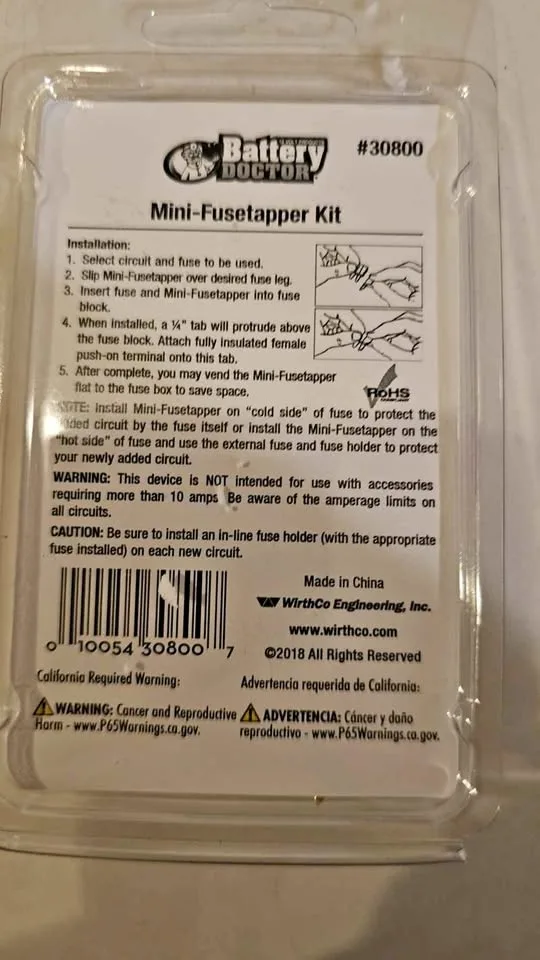 Battery
DOCTOR
#30800
Mini-Fusetapper Kit
Installation:
1. Select circuit and fuse to be used.
2. Slip Mini-Fusetapper over desired fuse leg.
3. Insert fuse and Mini-Fusetapper into fuse
block.
4. When installed, a ¼" tab will protrude above
the fuse block. Attach fully insulated female
push-on terminal onto this tab.
5. After complete, you may vend the Mini-Fusetapper
flat to the fuse box to save space.
RoHS
Install Mini-Fusetapper on "cold side" of fuse to protect the
circuit by the fuse itself or install the Mini-Fusetapper on the
"hot side" of fuse and use the external fuse and fuse holder to protect
your newly added circuit.
WARNING: This device is NOT intended for use with accessories
requiring more than 10 amps Be aware of the amperage limits on
all circuits.
CAUTION: Be sure to install an in-line fuse holder (with the appropriate
fuse installed) on each new circuit.
0 10054 30800 7
Made in China
WirthCo Engineering, Inc.
www.wirthco.com
©2018 All Rights Reserved
California Required Warning:
WARNING: Cancer and Reproductive
Harm - www.P65Warnings.ca.gov.
Advertencia requerida de California:
ADVERTENCIA: Cáncer y daño
reproductivo - www.P65Warnings.ca.gov.